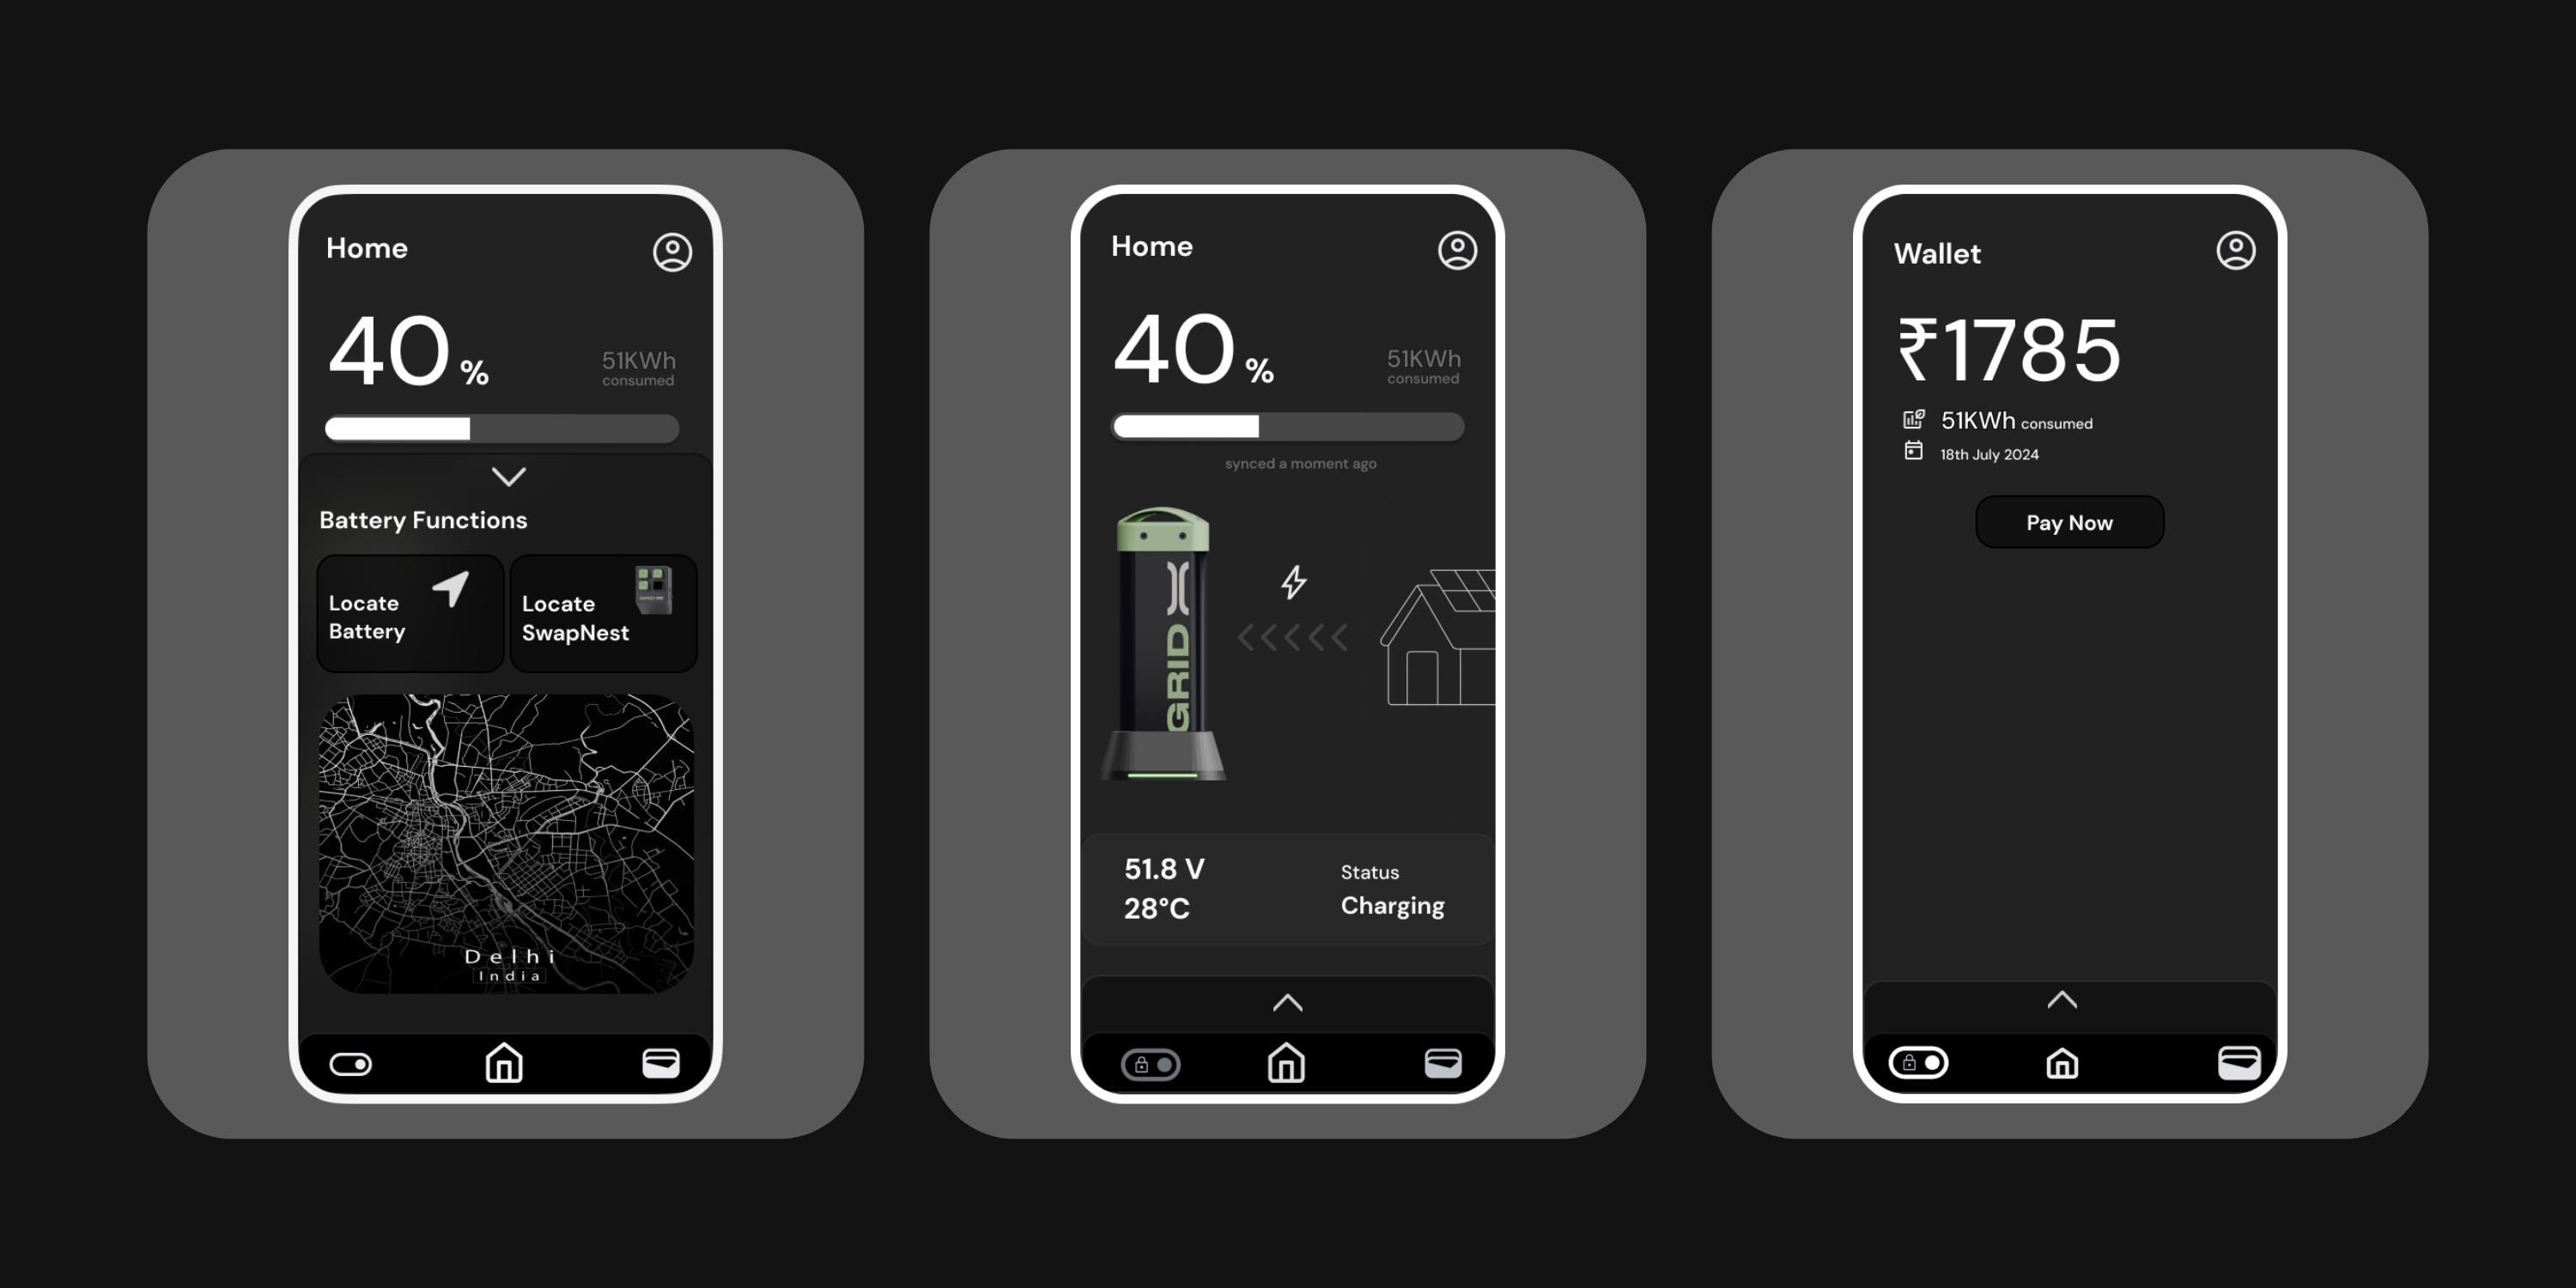 Home
40 %
51KWh
consumed
Battery Functions
Locate
Battery
Locate
SwapNest
Delhi
India
Home
40 %
51KWh
consumed
synced a moment ago
GRID
51.8 V
28°C
Status
Charging
Wallet
₹1785
51KWh consumed
18th July 2024
Pay Now